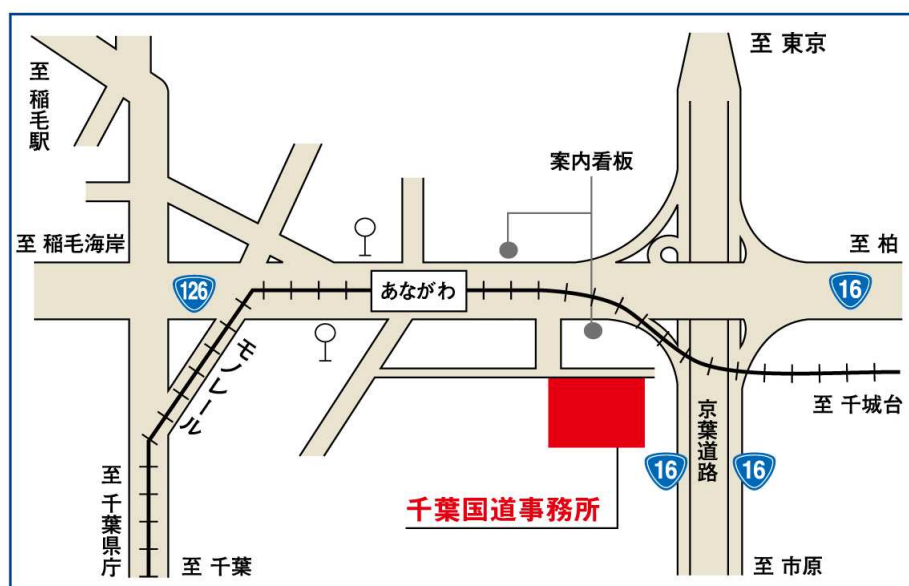 至 東京
至 稲毛駅
案内看板
至 稲毛海岸
至 柏
126
あながわ
16
モノレール
至 千城台
京葉道路
16
16
千葉国道事務所
至 千葉県庁
至 千葉
至 市原